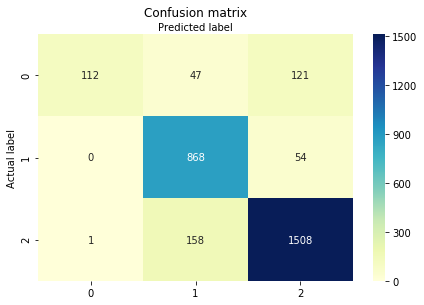 Confusion matrix
Predicted label
Actual label
0 112 47 121
1 0 868 54
2 1 158 1508
0 1 2
1500
1200
900
600
300
0